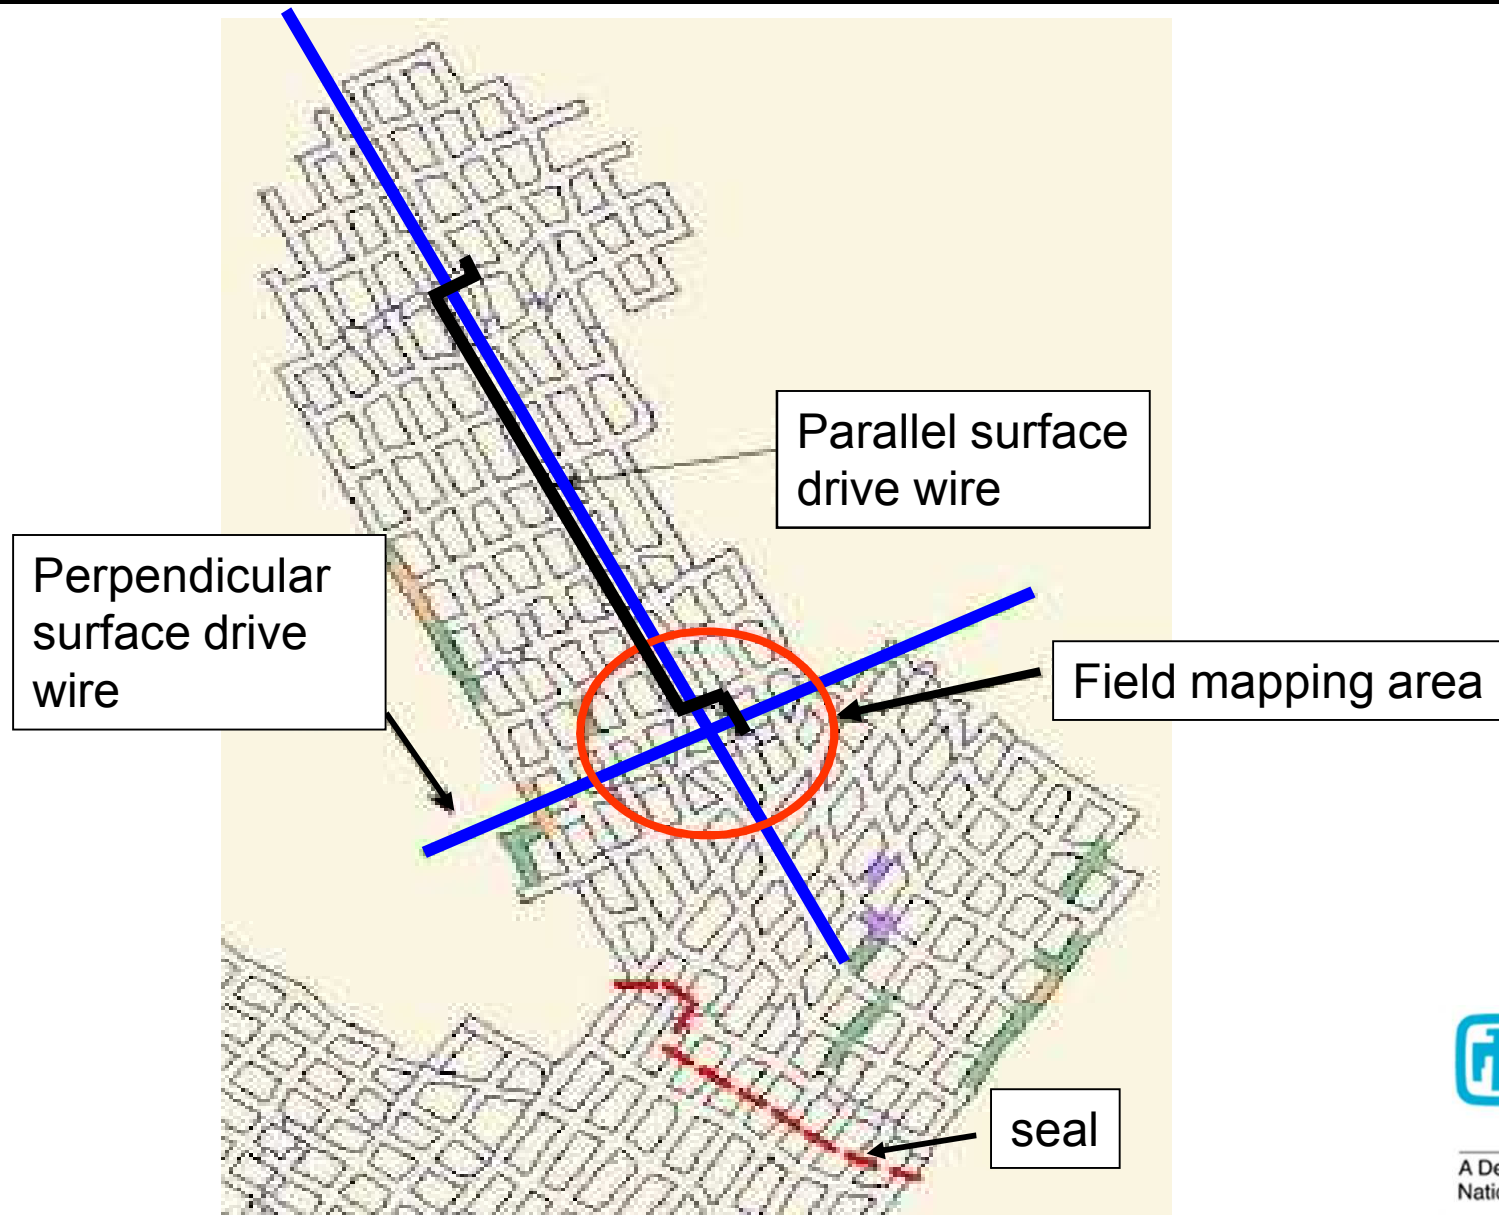 Parallel surface
drive wire
Perpendicular
surface drive
wire
Field mapping area
seal